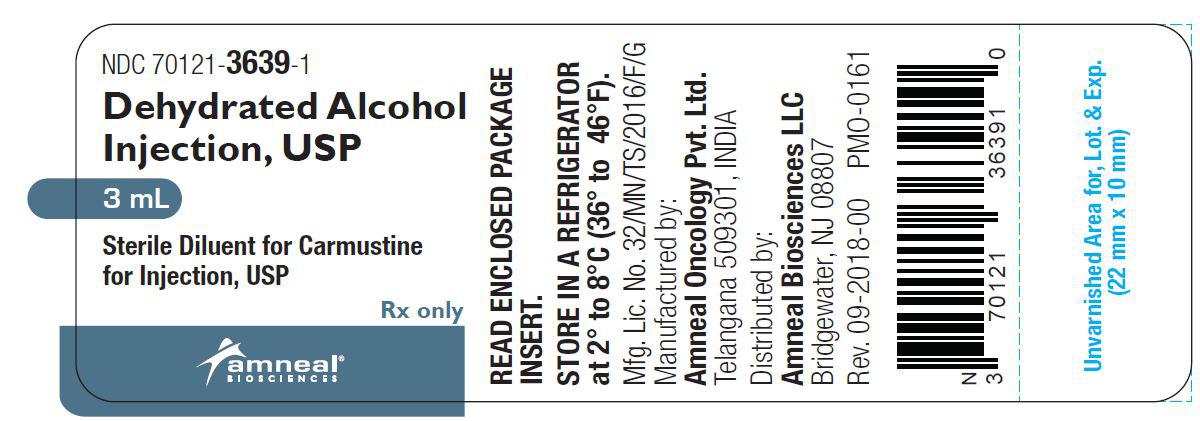 NDC 70121-3639-1
Dehydrated Alcohol
Injection, USP
3 mL
Sterile Diluent for Carmustine
for Injection, USP
Rx only
amneal®
BIOSCIENCES
READ ENCLOSED PACKAGE
INSERT.
STORE IN A REFRIGERATOR
at 2° to 8°C (36° to 46°F).
Mfg. Lic. No. 32/MN/TS/2016/F/G
Manufactured by:
Amneal Oncology Pvt. Ltd.
Telangana 509301, INDIA
Distributed by:
Amneal Biosciences LLC
Bridgewater, NJ 08807
Rev. 09-2018-00 PMO-0161
N
3 70121 36391 0
Unvarnished Area for, Lot. & Exp.
(22 mm x 10 mm)